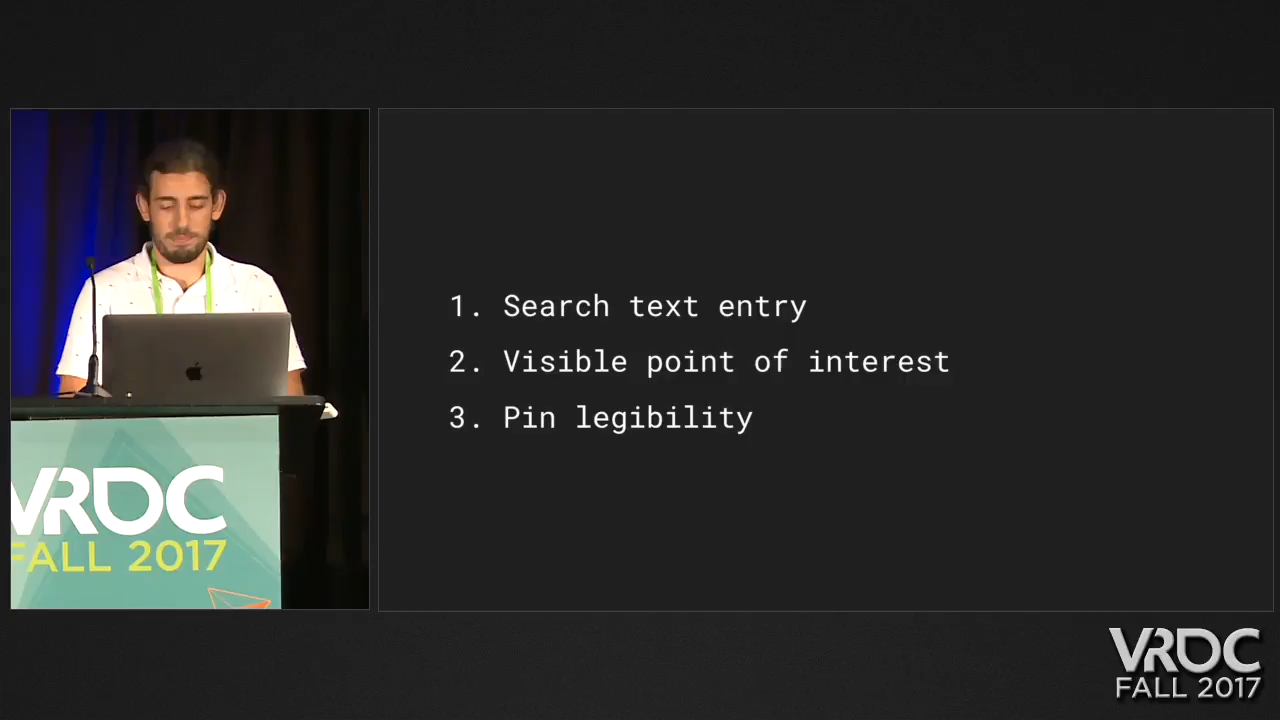 1. Search text entry
2. Visible point of interest
3. Pin legibility
VRDC
FALL 2017
VRDC
FALL 2017